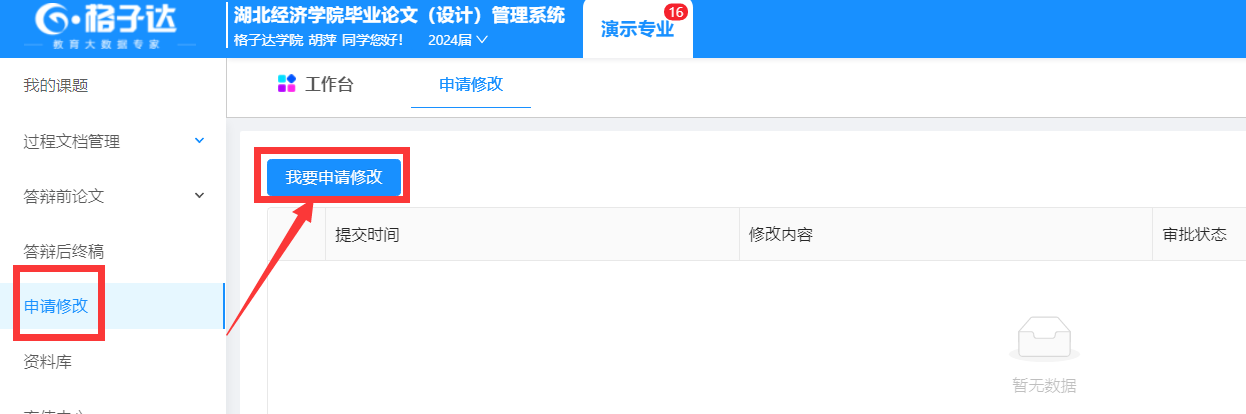 格子达
教育大数据专家
湖北经济学院毕业论文（设计）管理系统
格子达学院 胡萍 同学您好！ 2024届
演示专业
16
我的课题
过程文档管理
答辩前论文
答辩后终稿
申请修改
资料库
工作台
申请修改
我要申请修改
提交时间
修改内容
审批状态
暂无数据